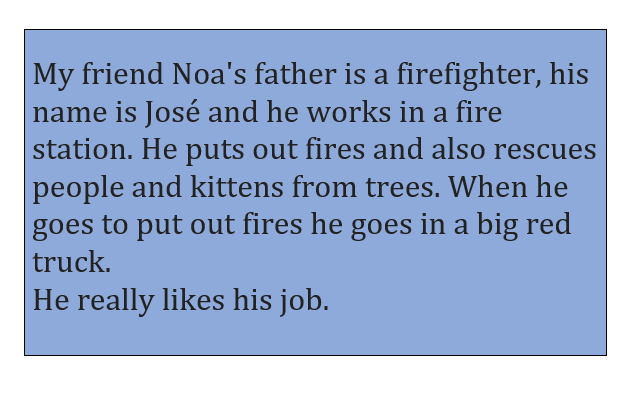 My friend Noa's father is a firefighter, his
name is José and he works in a fire
station. He puts out fires and also rescues
people and kittens from trees. When he
goes to put out fires he goes in a big red
truck.
He really likes his job.